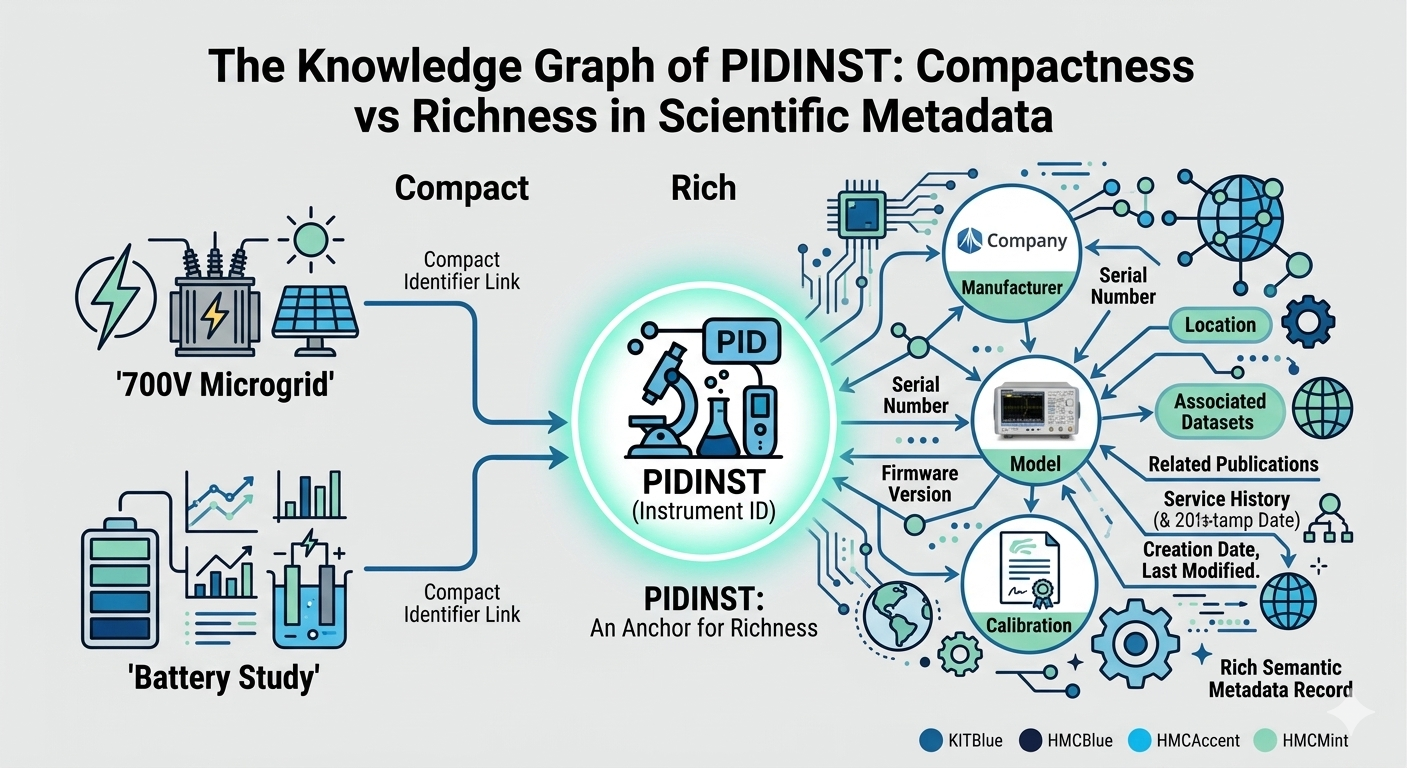 The Knowledge Graph of PIDINST: Compactness
vs Richness in Scientific Metadata
Compact
Rich
'700V Microgrid'
Compact
Identifier Link
'Battery Study'
Compact
Identifier Link
PID
PIDINST
(Instrument ID)
PIDINST:
An Anchor for Richness
Company
Manufacturer
Serial
Number
Location
Serial
Number
Model
Associated
Datasets
Firmware
Version
Related Publications
Service History
(& 201 Date)
Creation Date,
Last Modified.
Calibration
Rich Semantic
Metadata Record
KITBlue
HMCBlue
HMCAccent
HMCMint